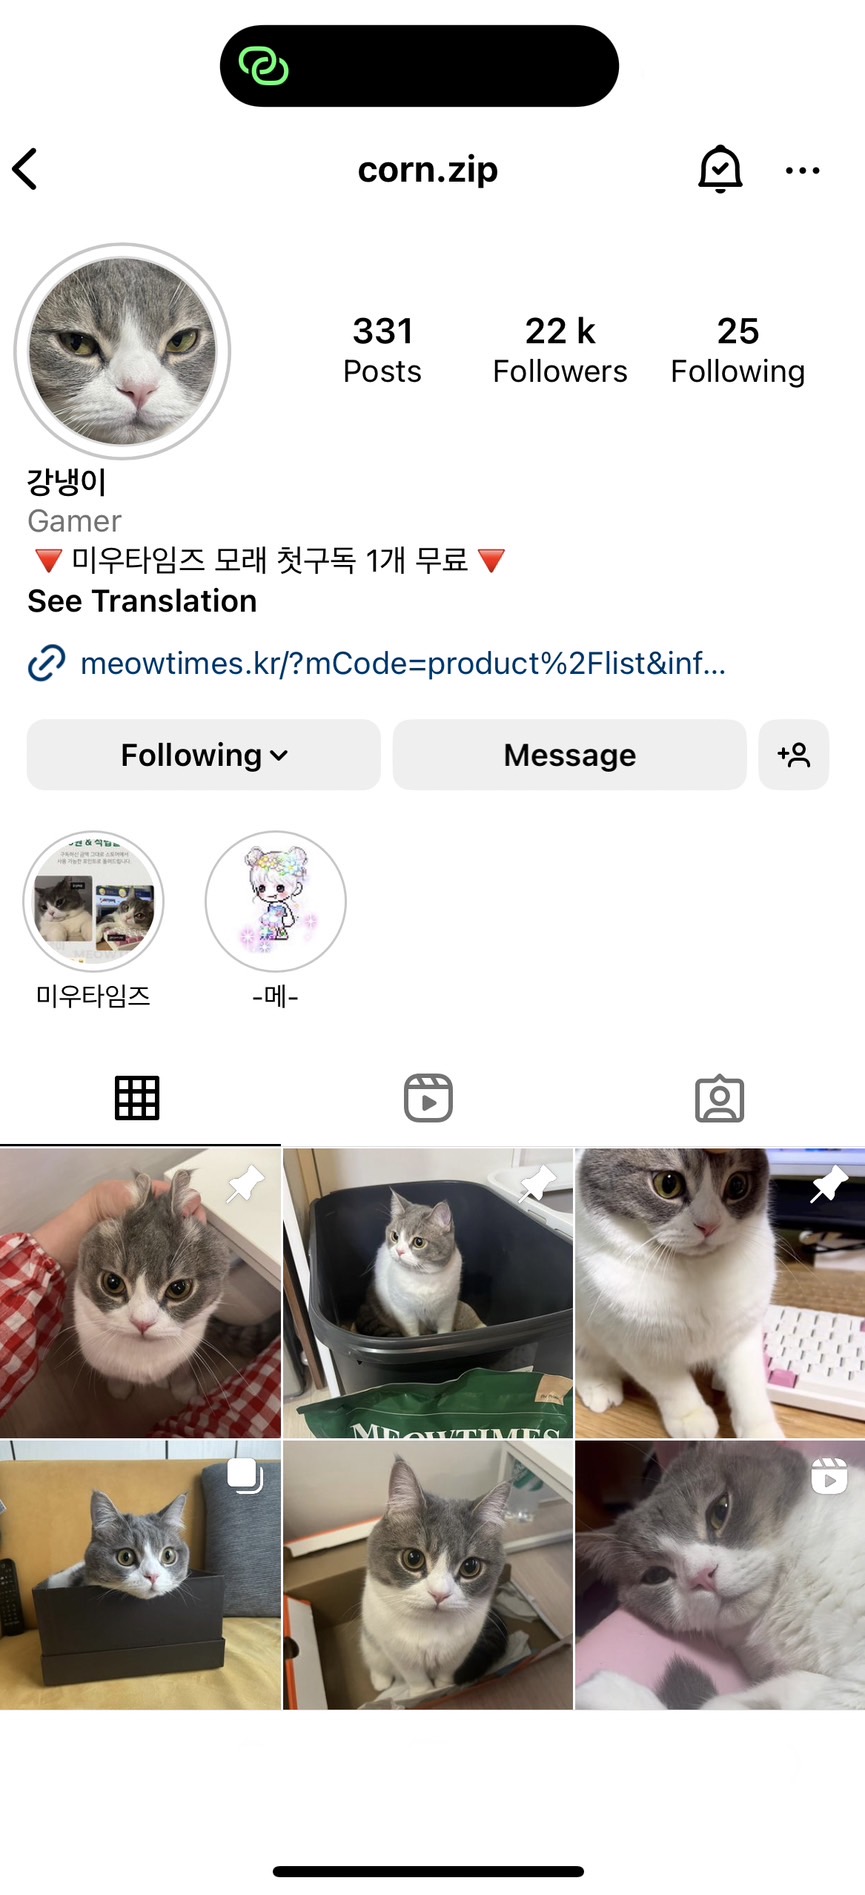 corn.zip
331
22 k
25
Posts
Followers
Following
강냉이
Gamer
🔻 미우타임즈 모래 첫구독 1개 무료 🔻
See Translation
meowtimes.kr/?mCode=product%2Flist&inf...
Following
Message
미우타임즈
-메-
MEOWTIMES